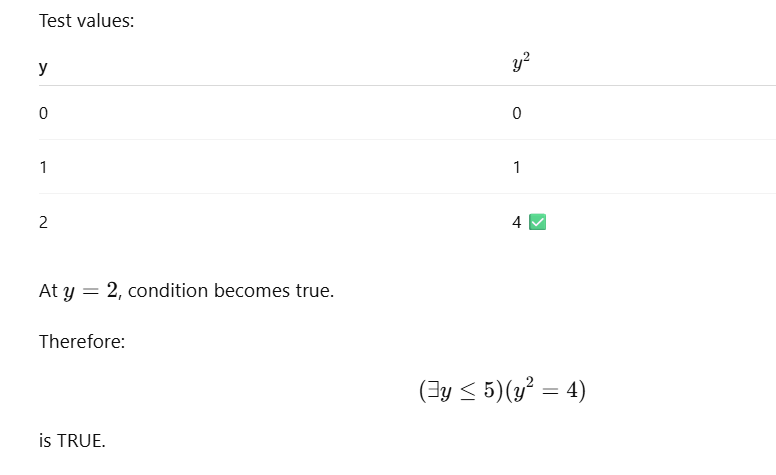 Test values:
y y²
0 0
1 1
2 4 ✅
At y = 2, condition becomes true.
Therefore:
(∃y ≤ 5)(y² = 4)
is TRUE.